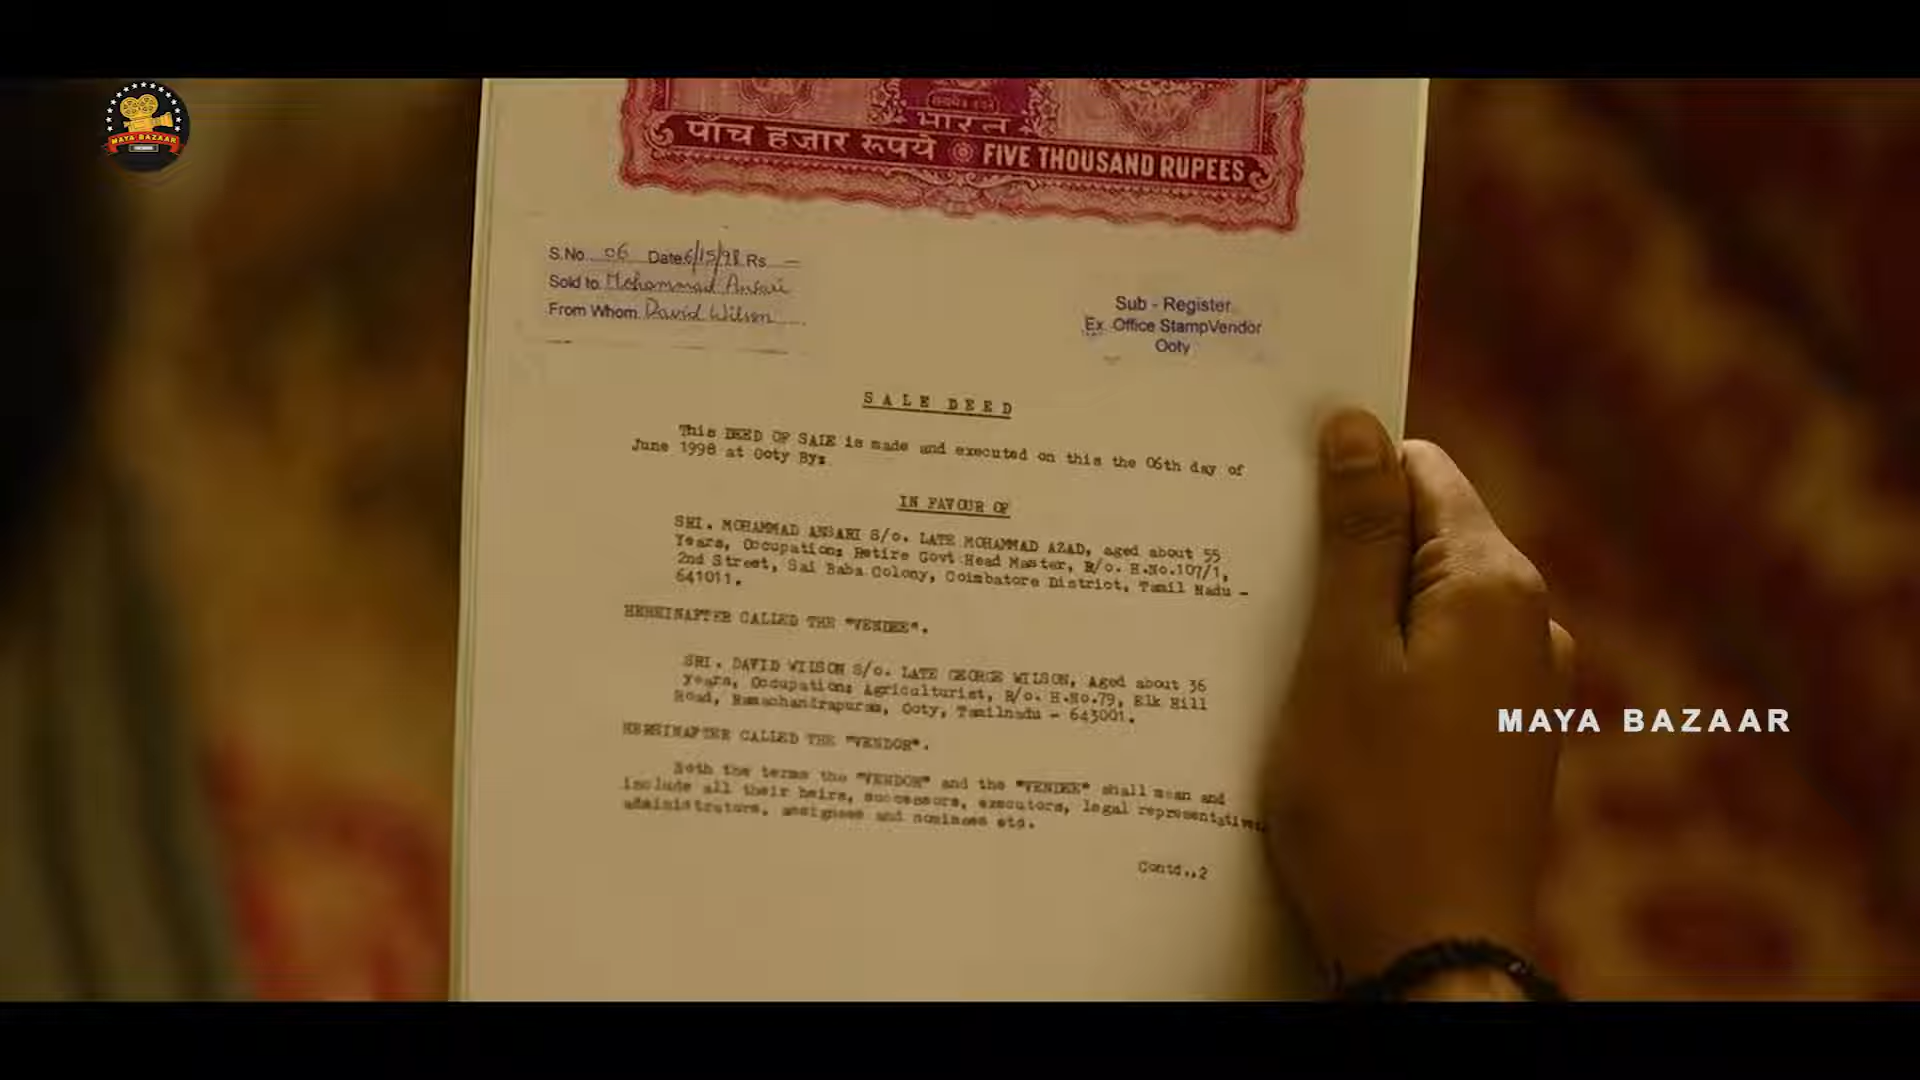 MAYA BAZAAR
भारत
पाँच हजार रूपये FIVE THOUSAND RUPEES
S.No. 06 Date 6/15/98 Rs —
Sold to Mohammad Ansari
From Whom David Wilson
Sub - Register
Ex. Office StampVendor
Ooty
SALE DEED
This DEED OF SALE is made and executed on this the 06th day of
June 1998 at Ooty By:
IN FAVOUR OF
SRI. MOHAMMAD ANSARI S/o. LATE MOHAMMAD AZAD, aged about 55
Years, Occupation: Retire Govt Head Master, R/o. H.No.107/1,
2nd Street, Sai Baba Colony, Coimbatore District, Tamil Nadu -
641011.
HEREINAFTER CALLED THE "VENDEE".
SRI. DAVID WILSON S/o. LATE GEORGE WILSON, Aged about 36
years, Occupation: Agriculturist, R/o. H.No.79, Elk Hill
Road, Ramachandrapuram, Ooty, Tamilnadu - 643001.
HEREINAFTER CALLED THE "VENDOR".
Both the terms the "VENDOR" and the "VENDEE" shall mean and
include all their heirs, successors, executors, legal representatives,
administrators, assignees and nominees etc.
Contd.,2
MAYA BAZAAR